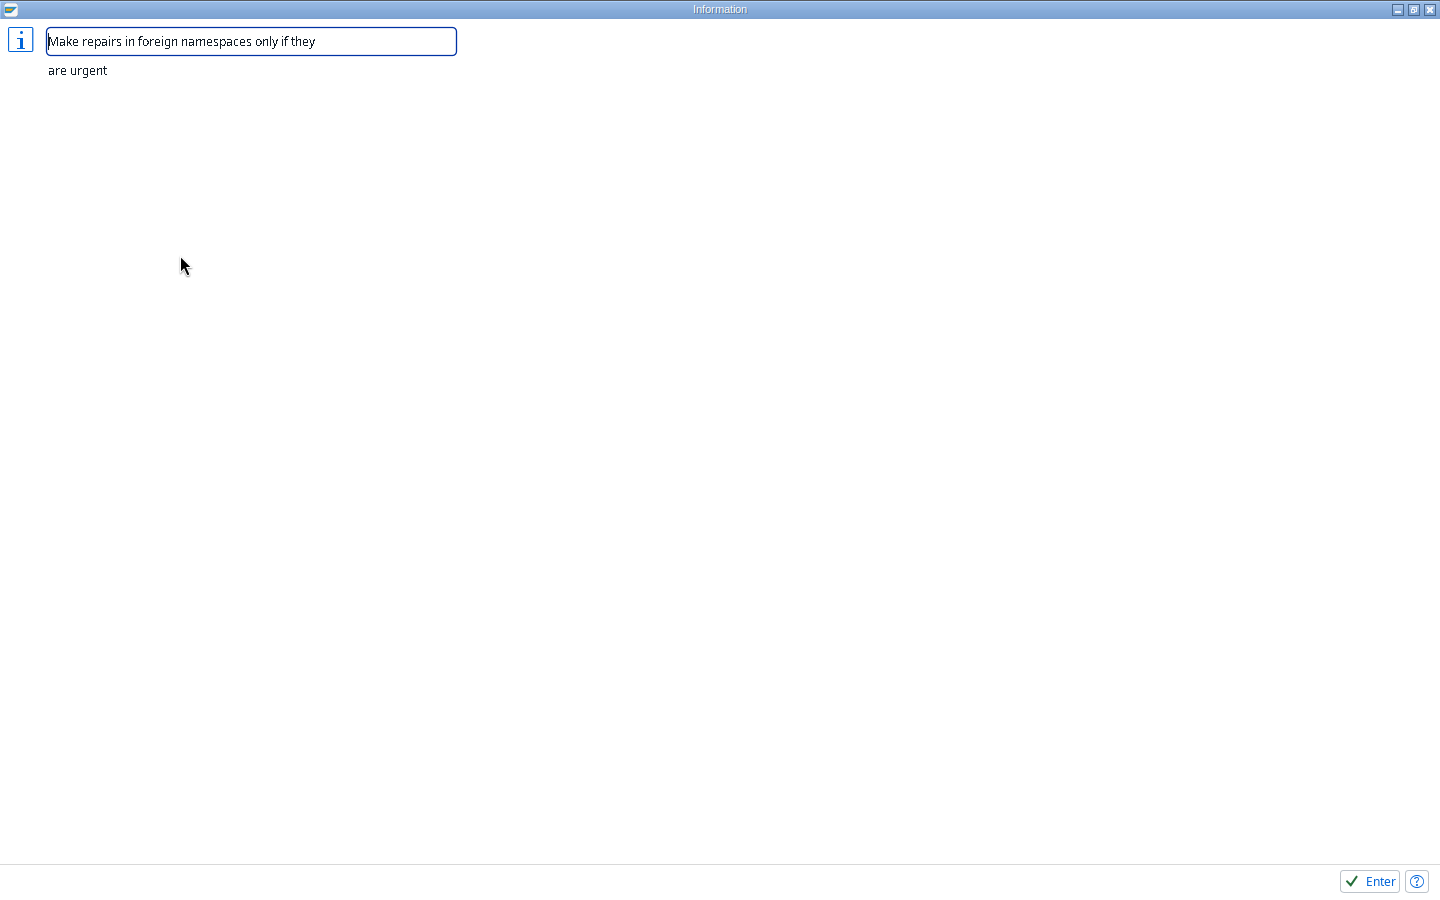 Information
Make repairs in foreign namespaces only if they
are urgent
Enter